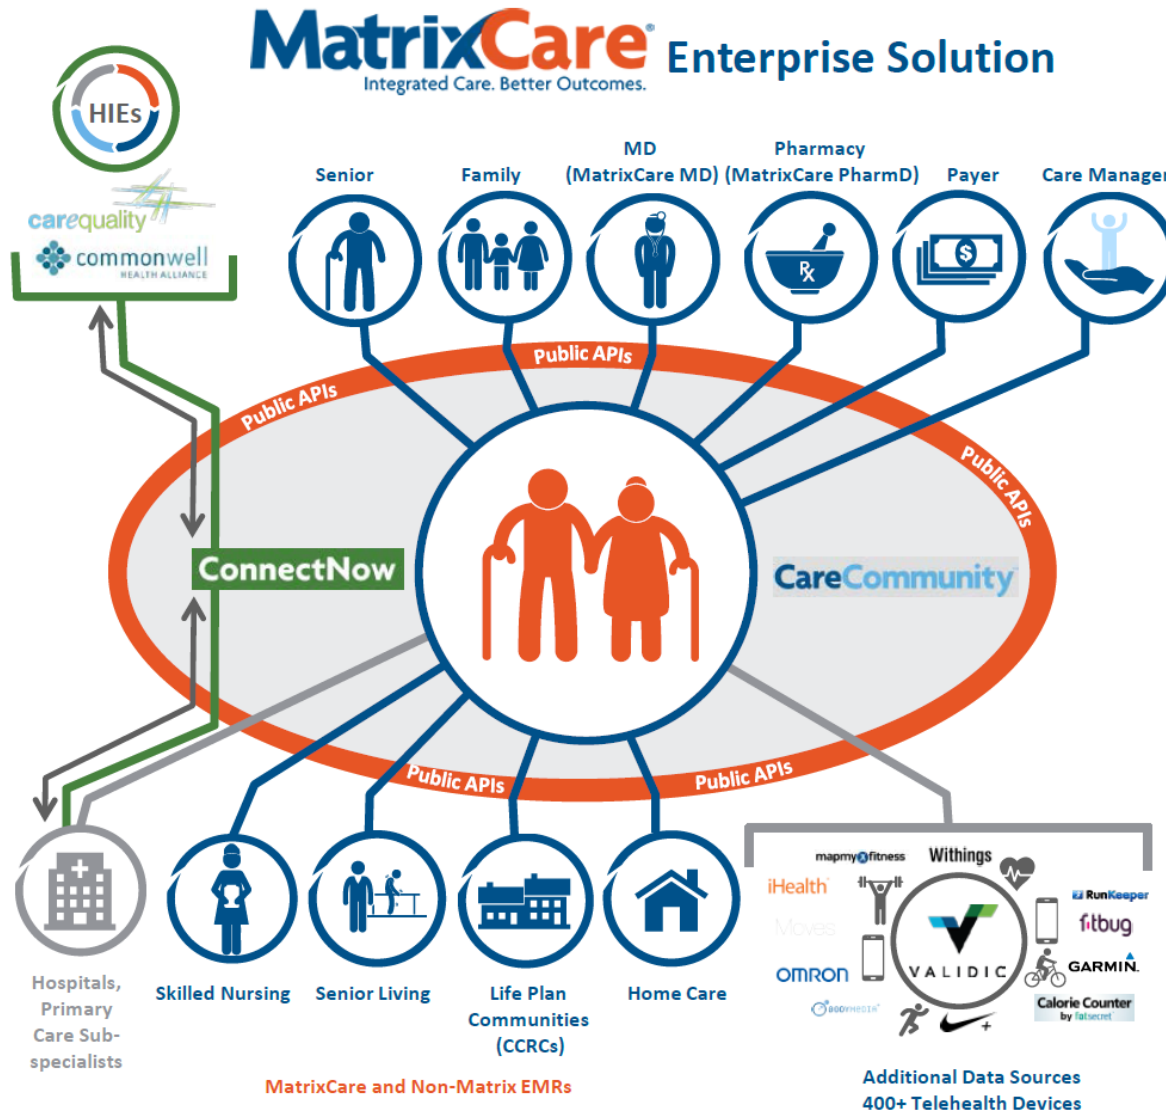 MatrixCare®
Integrated Care. Better Outcomes.
Enterprise Solution
HIEs
carequality
commonwell
HEALTH ALLIANCE
Senior
Family
MD
(MatrixCare MD)
Pharmacy
(MatrixCare PharmD)
Payer
Care Manager
$
Rx
Public APIs
Public APIs
Public APIs
ConnectNow
CareCommunity
Public APIs
Public APIs
Hospitals,
Primary
Care Sub-
specialists
Skilled Nursing
Senior Living
Life Plan
Communities
(CCRCs)
Home Care
MatrixCare and Non-Matrix EMRs
mapmyfitness
Withings
iHealth
RunKeeper
Moves
fitbug
OMRON
VALIDIC
GARMIN
BODYMEDIA
Calorie Counter
by fatsecret
+
Additional Data Sources
400+ Telehealth Devices